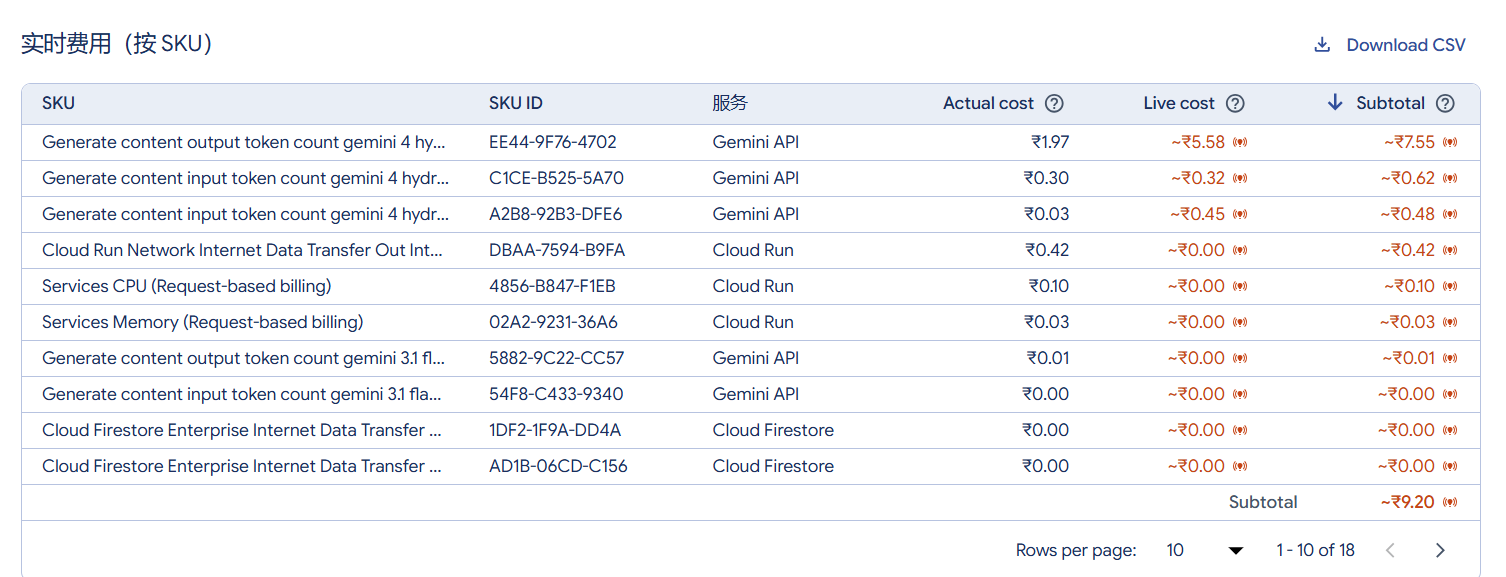 实时费用（按 SKU）
Download CSV
SKU SKU ID 服务 Actual cost Live cost Subtotal
Generate content output token count gemini 4 hy... EE44-9F76-4702 Gemini API ₹1.97 ~₹5.58 ~₹7.55
Generate content input token count gemini 4 hydr... C1CE-B525-5A70 Gemini API ₹0.30 ~₹0.32 ~₹0.62
Generate content input token count gemini 4 hydr... A2B8-92B3-DFE6 Gemini API ₹0.03 ~₹0.45 ~₹0.48
Cloud Run Network Internet Data Transfer Out Int... DBAA-7594-B9FA Cloud Run ₹0.42 ~₹0.00 ~₹0.42
Services CPU (Request-based billing) 4856-B847-F1EB Cloud Run ₹0.10 ~₹0.00 ~₹0.10
Services Memory (Request-based billing) 02A2-9231-36A6 Cloud Run ₹0.03 ~₹0.00 ~₹0.03
Generate content output token count gemini 3.1 fl... 5882-9C22-CC57 Gemini API ₹0.01 ~₹0.00 ~₹0.01
Generate content input token count gemini 3.1 fla... 54F8-C433-9340 Gemini API ₹0.00 ~₹0.00 ~₹0.00
Cloud Firestore Enterprise Internet Data Transfer ... 1DF2-1F9A-DD4A Cloud Firestore ₹0.00 ~₹0.00 ~₹0.00
Cloud Firestore Enterprise Internet Data Transfer ... AD1B-06CD-C156 Cloud Firestore ₹0.00 ~₹0.00 ~₹0.00
Subtotal ~₹9.20
Rows per page: 10 1 - 10 of 18